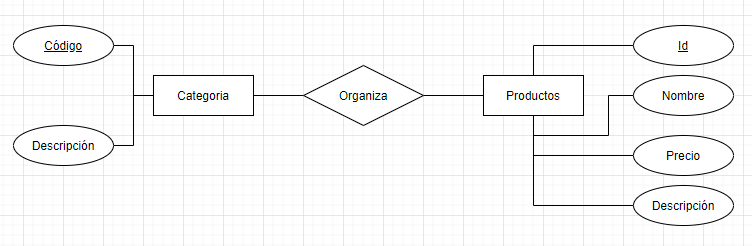 Código
Id
Categoria
Organiza
Productos
Nombre
Descripción
Precio
Descripción